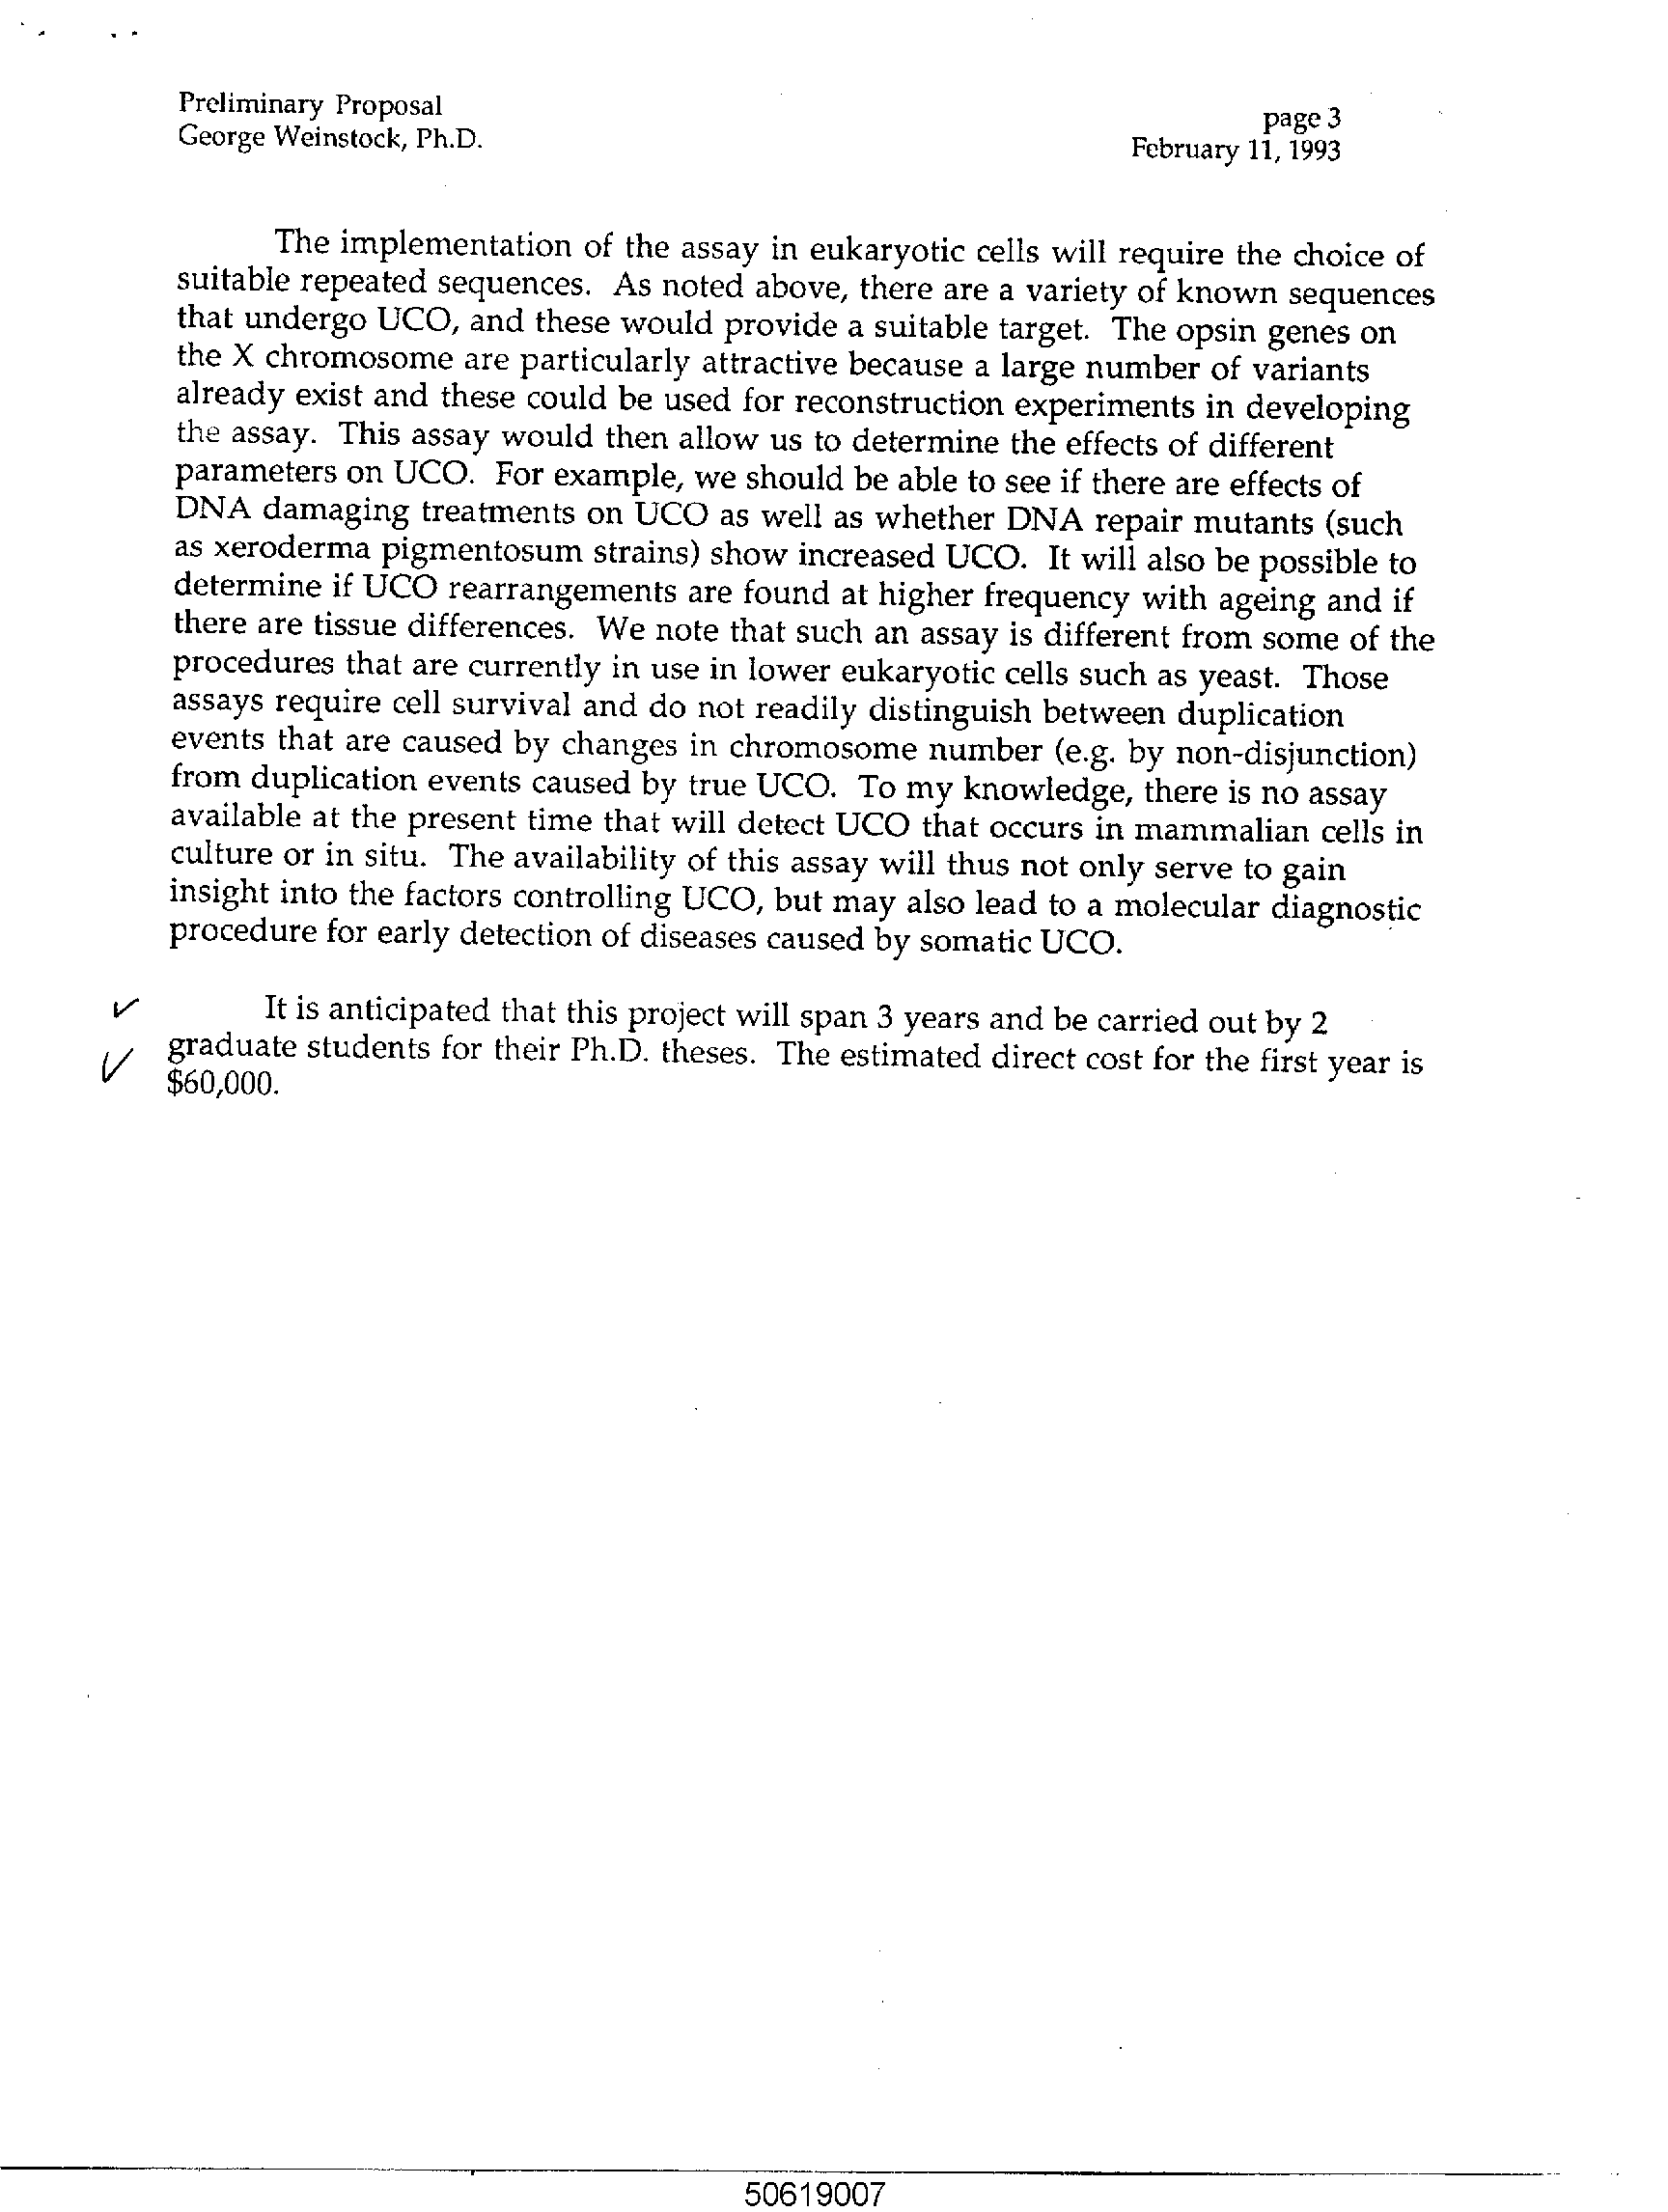 Preliminary Proposal
George Weinstock, Ph.D.
page 3
February 11, 1993
The implementation of the assay in eukaryotic cells will require the choice of
suitable repeated sequences. As noted above, there are a variety of known sequences
that undergo UCO, and these would provide a suitable target. The opsin genes on
the X chromosome are particularly attractive because a large number of variants
already exist and these could be used for reconstruction experiments in developing
the assay. This assay would then allow us to determine the effects of different
parameters on UCO. For example, we should be able to see if there are effects of
DNA damaging treatments on UCO as well as whether DNA repair mutants (such
as xeroderma pigmentosum strains) show increased UCO. It will also be possible to
determine if UCO rearrangements are found at higher frequency with ageing and if
there are tissue differences. We note that such an assay is different from some of the
procedures that are currently in use in lower eukaryotic cells such as yeast. Those
assays require cell survival and do not readily distinguish between duplication
events that are caused by changes in chromosome number (e.g. by non-disjunction)
from duplication events caused by true UCO. To my knowledge, there is no assay
available at the present time that will detect UCO that occurs in mammalian cells in
culture or in situ. The availability of this assay will thus not only serve to gain
insight into the factors controlling UCO, but may also lead to a molecular diagnostic
procedure for early detection of diseases caused by somatic UCO.
It is anticipated that this project will span 3 years and be carried out by 2
graduate students for their Ph.D. theses. The estimated direct cost for the first year is
$60,000.
50619007